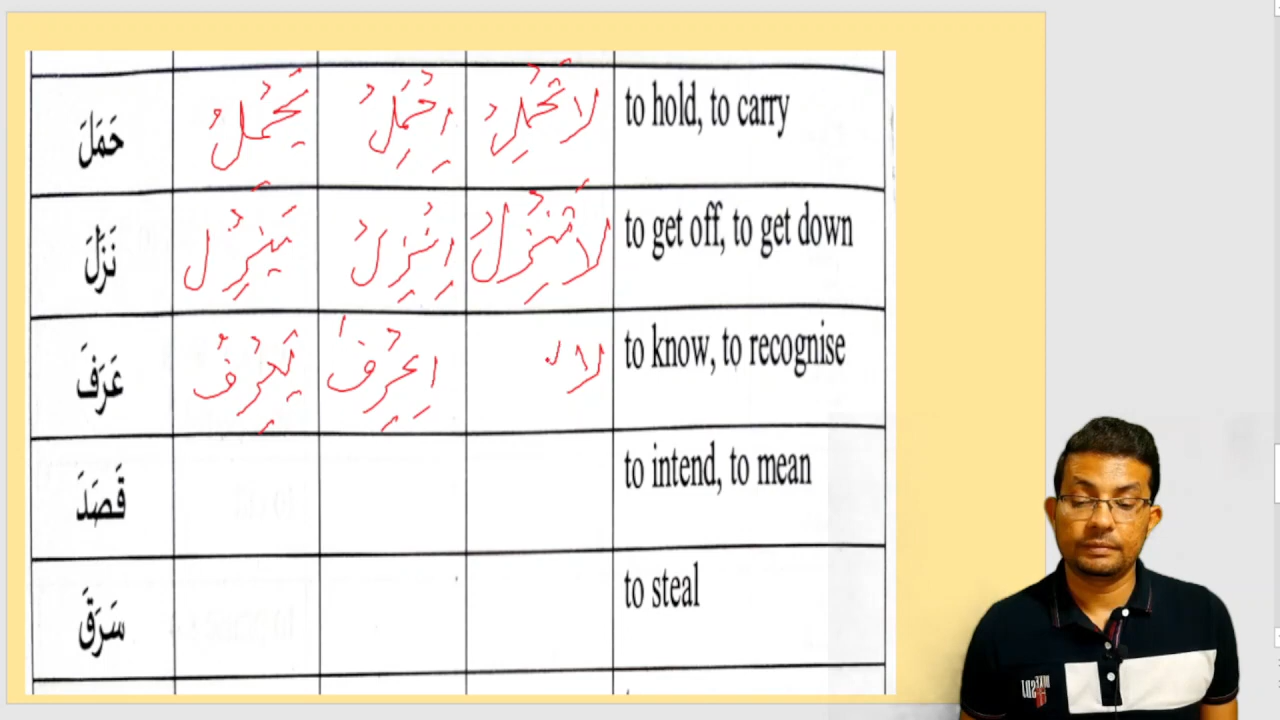 حَمَلَ يَحْمِلُ اِحْمِلْ لَا تَحْمِلْ to hold, to carry
نَزَلَ يَنْزِل اِنْزِلْ لَا تَنْزِلْ to get off, to get down
عَرَفَ يَعْرِفُ اِعْرِفْ لا to know, to recognise
قَصَدَ to intend, to mean
سَرَقَ to steal